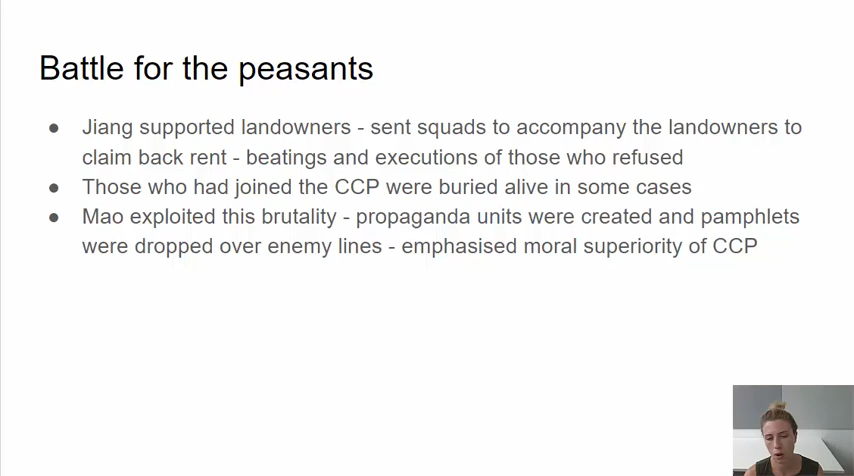 Battle for the peasants
● Jiang supported landowners - sent squads to accompany the landowners to
claim back rent - beatings and executions of those who refused
● Those who had joined the CCP were buried alive in some cases
● Mao exploited this brutality - propaganda units were created and pamphlets
were dropped over enemy lines - emphasised moral superiority of CCP